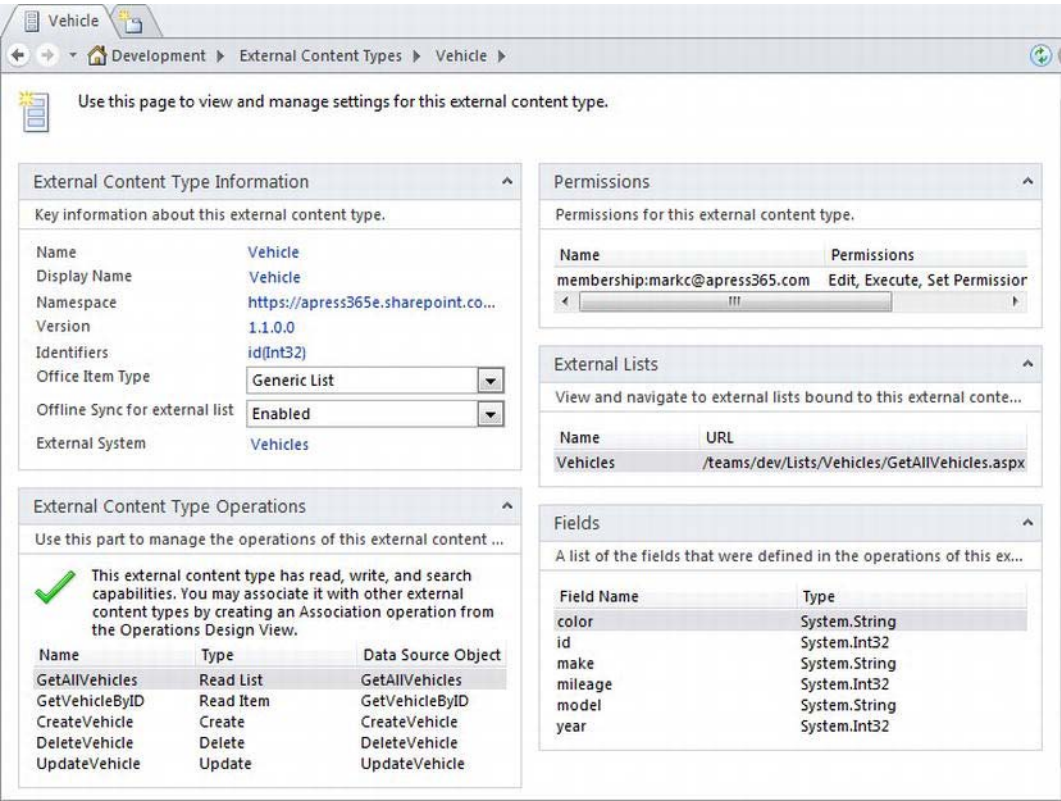 Vehicle
Development External Content Types Vehicle
Use this page to view and manage settings for this external content type.
External Content Type Information
Key information about this external content type.
Name Vehicle
Display Name Vehicle
Namespace https://apress365e.sharepoint.co...
Version 1.1.0.0
Identifiers id(Int32)
Office Item Type Generic List
Offline Sync for external list Enabled
External System Vehicles
External Content Type Operations
Use this part to manage the operations of this external content ...
This external content type has read, write, and search
capabilities. You may associate it with other external
content types by creating an Association operation from
the Operations Design View.
Name Type Data Source Object
GetAllVehicles Read List GetAllVehicles
GetVehicleByID Read Item GetVehicleByID
CreateVehicle Create CreateVehicle
DeleteVehicle Delete DeleteVehicle
UpdateVehicle Update UpdateVehicle
Permissions
Permissions for this external content type.
Name Permissions
membership:markc@apress365.com Edit, Execute, Set Permission
External Lists
View and navigate to external lists bound to this external conte...
Name URL
Vehicles /teams/dev/Lists/Vehicles/GetAllVehicles.aspx
Fields
A list of the fields that were defined in the operations of this ex...
Field Name Type
color System.String
id System.Int32
make System.String
mileage System.Int32
model System.String
year System.Int32